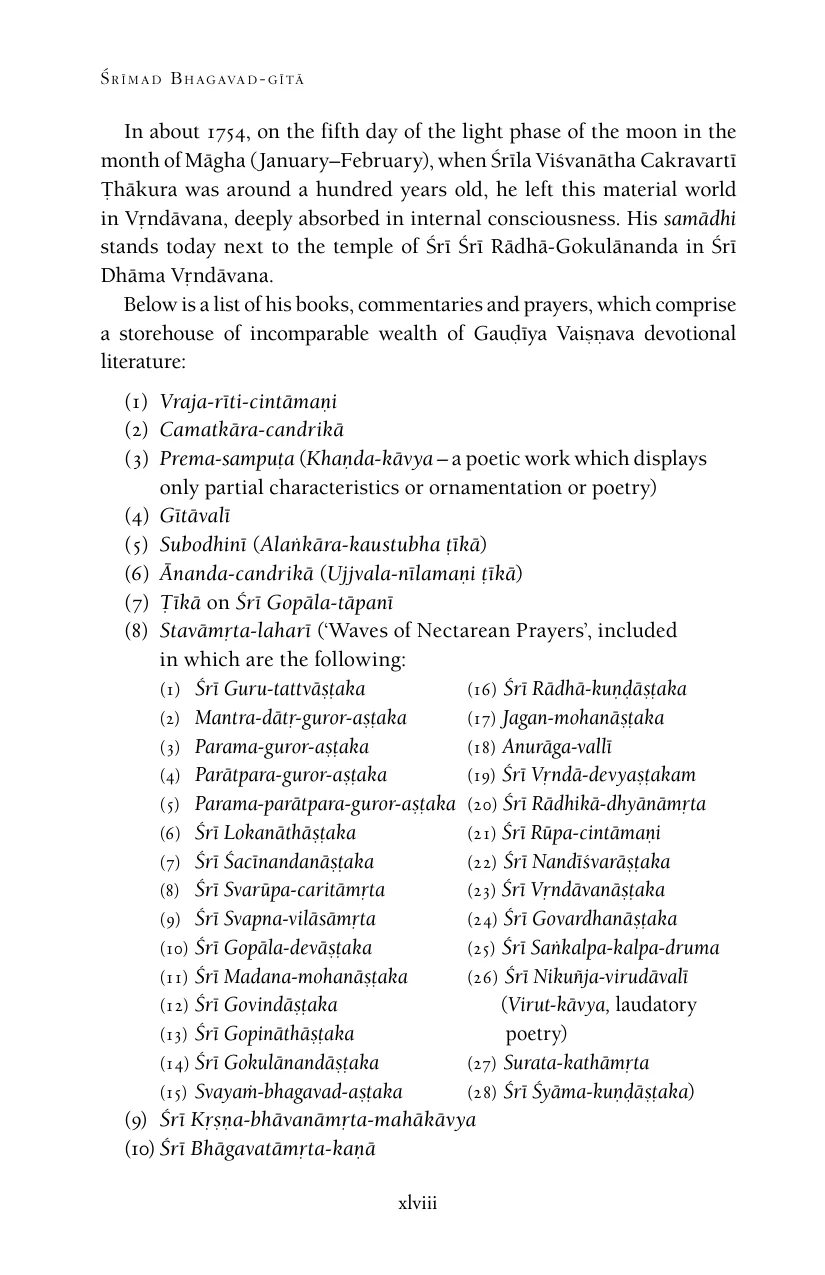 Śrīmad Bhagavad-gītā
In about 1754, on the fifth day of the light phase of the moon in the
month of Māgha (January–February), when Śrīla Viśvanātha Cakravartī
Ṭhākura was around a hundred years old, he left this material world
in Vṛndāvana, deeply absorbed in internal consciousness. His samādhi
stands today next to the temple of Śrī Śrī Rādhā-Gokulānanda in Śrī
Dhāma Vṛndāvana.
Below is a list of his books, commentaries and prayers, which comprise
a storehouse of incomparable wealth of Gauḍīya Vaiṣṇava devotional
literature:
(1) Vraja-rīti-cintāmaṇi
(2) Camatkāra-candrikā
(3) Prema-sampuṭa (Khaṇda-kāvya – a poetic work which displays
only partial characteristics or ornamentation or poetry)
(4) Gītāvalī
(5) Subodhinī (Alaṅkāra-kaustubha ṭīkā)
(6) Ānanda-candrikā (Ujjvala-nīlamaṇi ṭīkā)
(7) Ṭīkā on Śrī Gopāla-tāpanī
(8) Stavāmṛta-laharī (‘Waves of Nectarean Prayers’, included
in which are the following:
(1) Śrī Guru-tattvāṣṭaka
(2) Mantra-dātṛ-guror-aṣṭaka
(3) Parama-guror-aṣṭaka
(4) Parātpara-guror-aṣṭaka
(5) Parama-parātpara-guror-aṣṭaka
(6) Śrī Lokanāthāṣṭaka
(7) Śrī Śacīnandanāṣṭaka
(8) Śrī Svarūpa-caritāmṛta
(9) Śrī Svapna-vilāsāmṛta
(10) Śrī Gopāla-devāṣṭaka
(11) Śrī Madana-mohanāṣṭaka
(12) Śrī Govindāṣṭaka
(13) Śrī Gopināthāṣṭaka
(14) Śrī Gokulānandāṣṭaka
(15) Svayaṁ-bhagavad-aṣṭaka
(16) Śrī Rādhā-kuṇḍāṣṭaka
(17) Jagan-mohanāṣṭaka
(18) Anurāga-vallī
(19) Śrī Vṛndā-devyaṣṭakam
(20) Śrī Rādhikā-dhyānāmṛta
(21) Śrī Rūpa-cintāmaṇi
(22) Śrī Nandīśvarāṣṭaka
(23) Śrī Vṛndāvanāṣṭaka
(24) Śrī Govardhanāṣṭaka
(25) Śrī Saṅkalpa-kalpa-druma
(26) Śrī Nikuñja-virudāvalī
(Virut-kāvya, laudatory
poetry)
(27) Surata-kathāmṛta
(28) Śrī Śyāma-kuṇḍāṣṭaka)
(9) Śrī Kṛṣṇa-bhāvanāmṛta-mahākāvya
(10) Śrī Bhāgavatāmṛta-kaṇā
xlviii